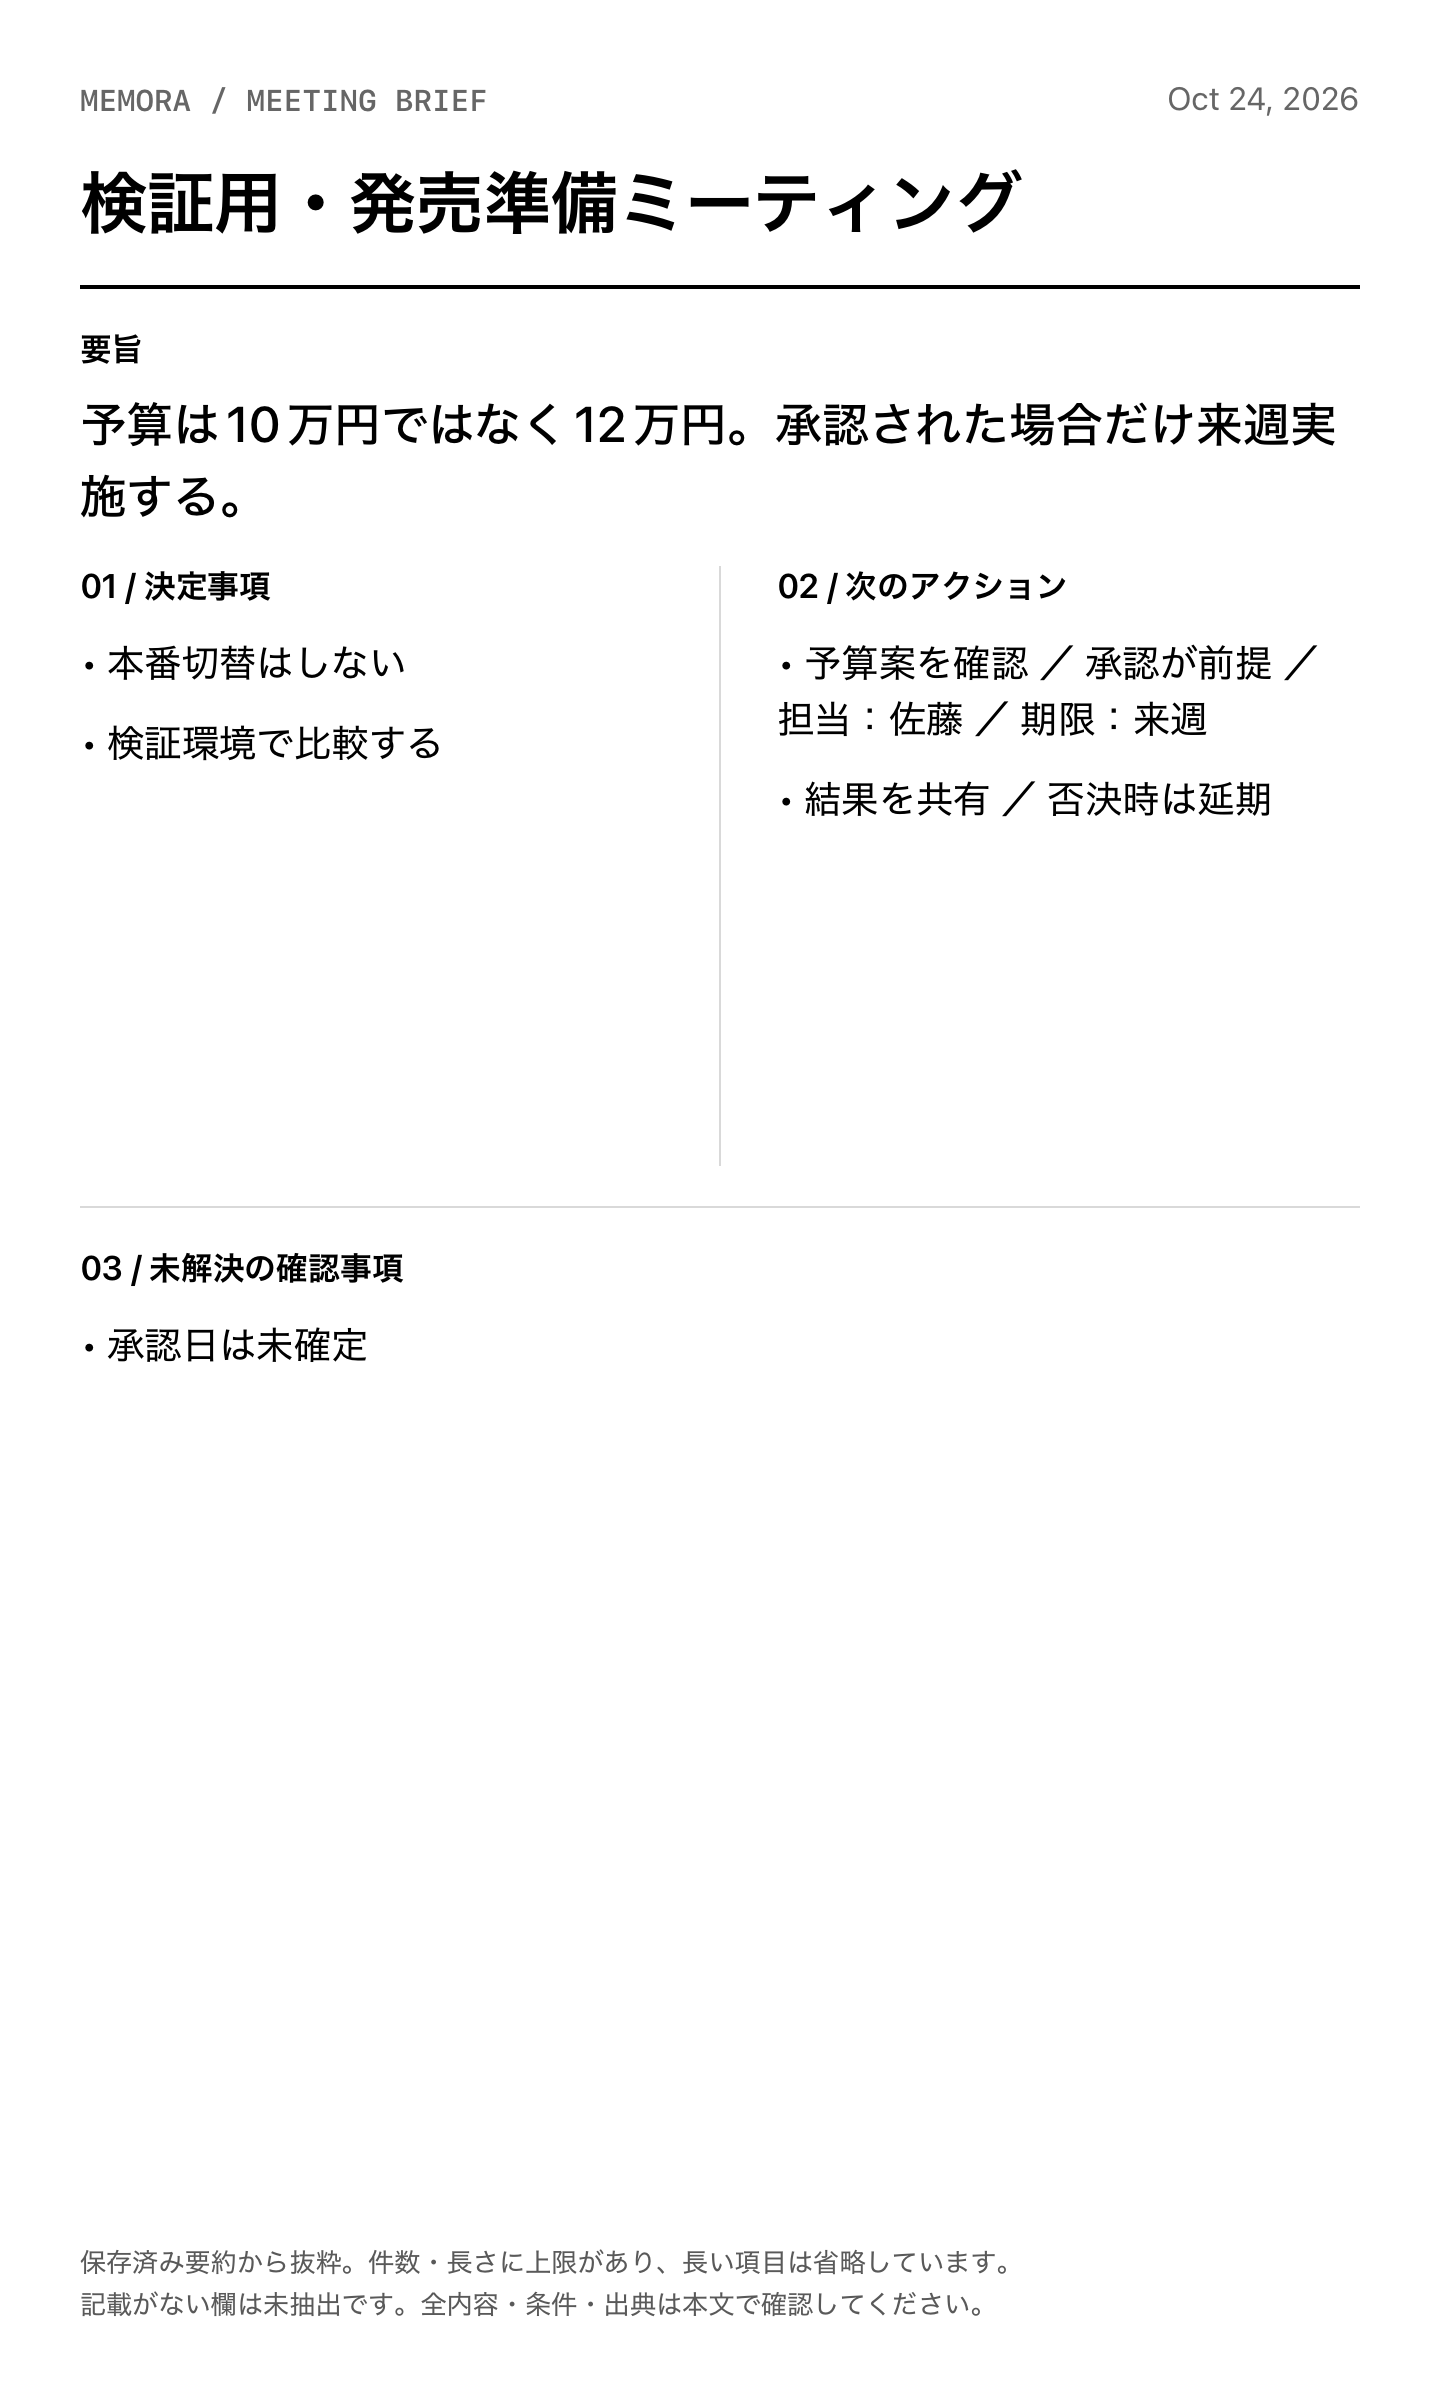 MEMORA / MEETING BRIEF
Oct 24, 2026
検証用・発売準備ミーティング
要旨
予算は10万円ではなく12万円。承認された場合だけ来週実
施する。
01 / 決定事項
• 本番切替はしない
• 検証環境で比較する
02 / 次のアクション
• 予算案を確認 ／ 承認が前提 ／
担当：佐藤 ／ 期限：来週
• 結果を共有 ／ 否決時は延期
03 / 未解決の確認事項
• 承認日は未確定
保存済み要約から抜粋。件数・長さに上限があり、長い項目は省略しています。
記載がない欄は未抽出です。全内容・条件・出典は本文で確認してください。